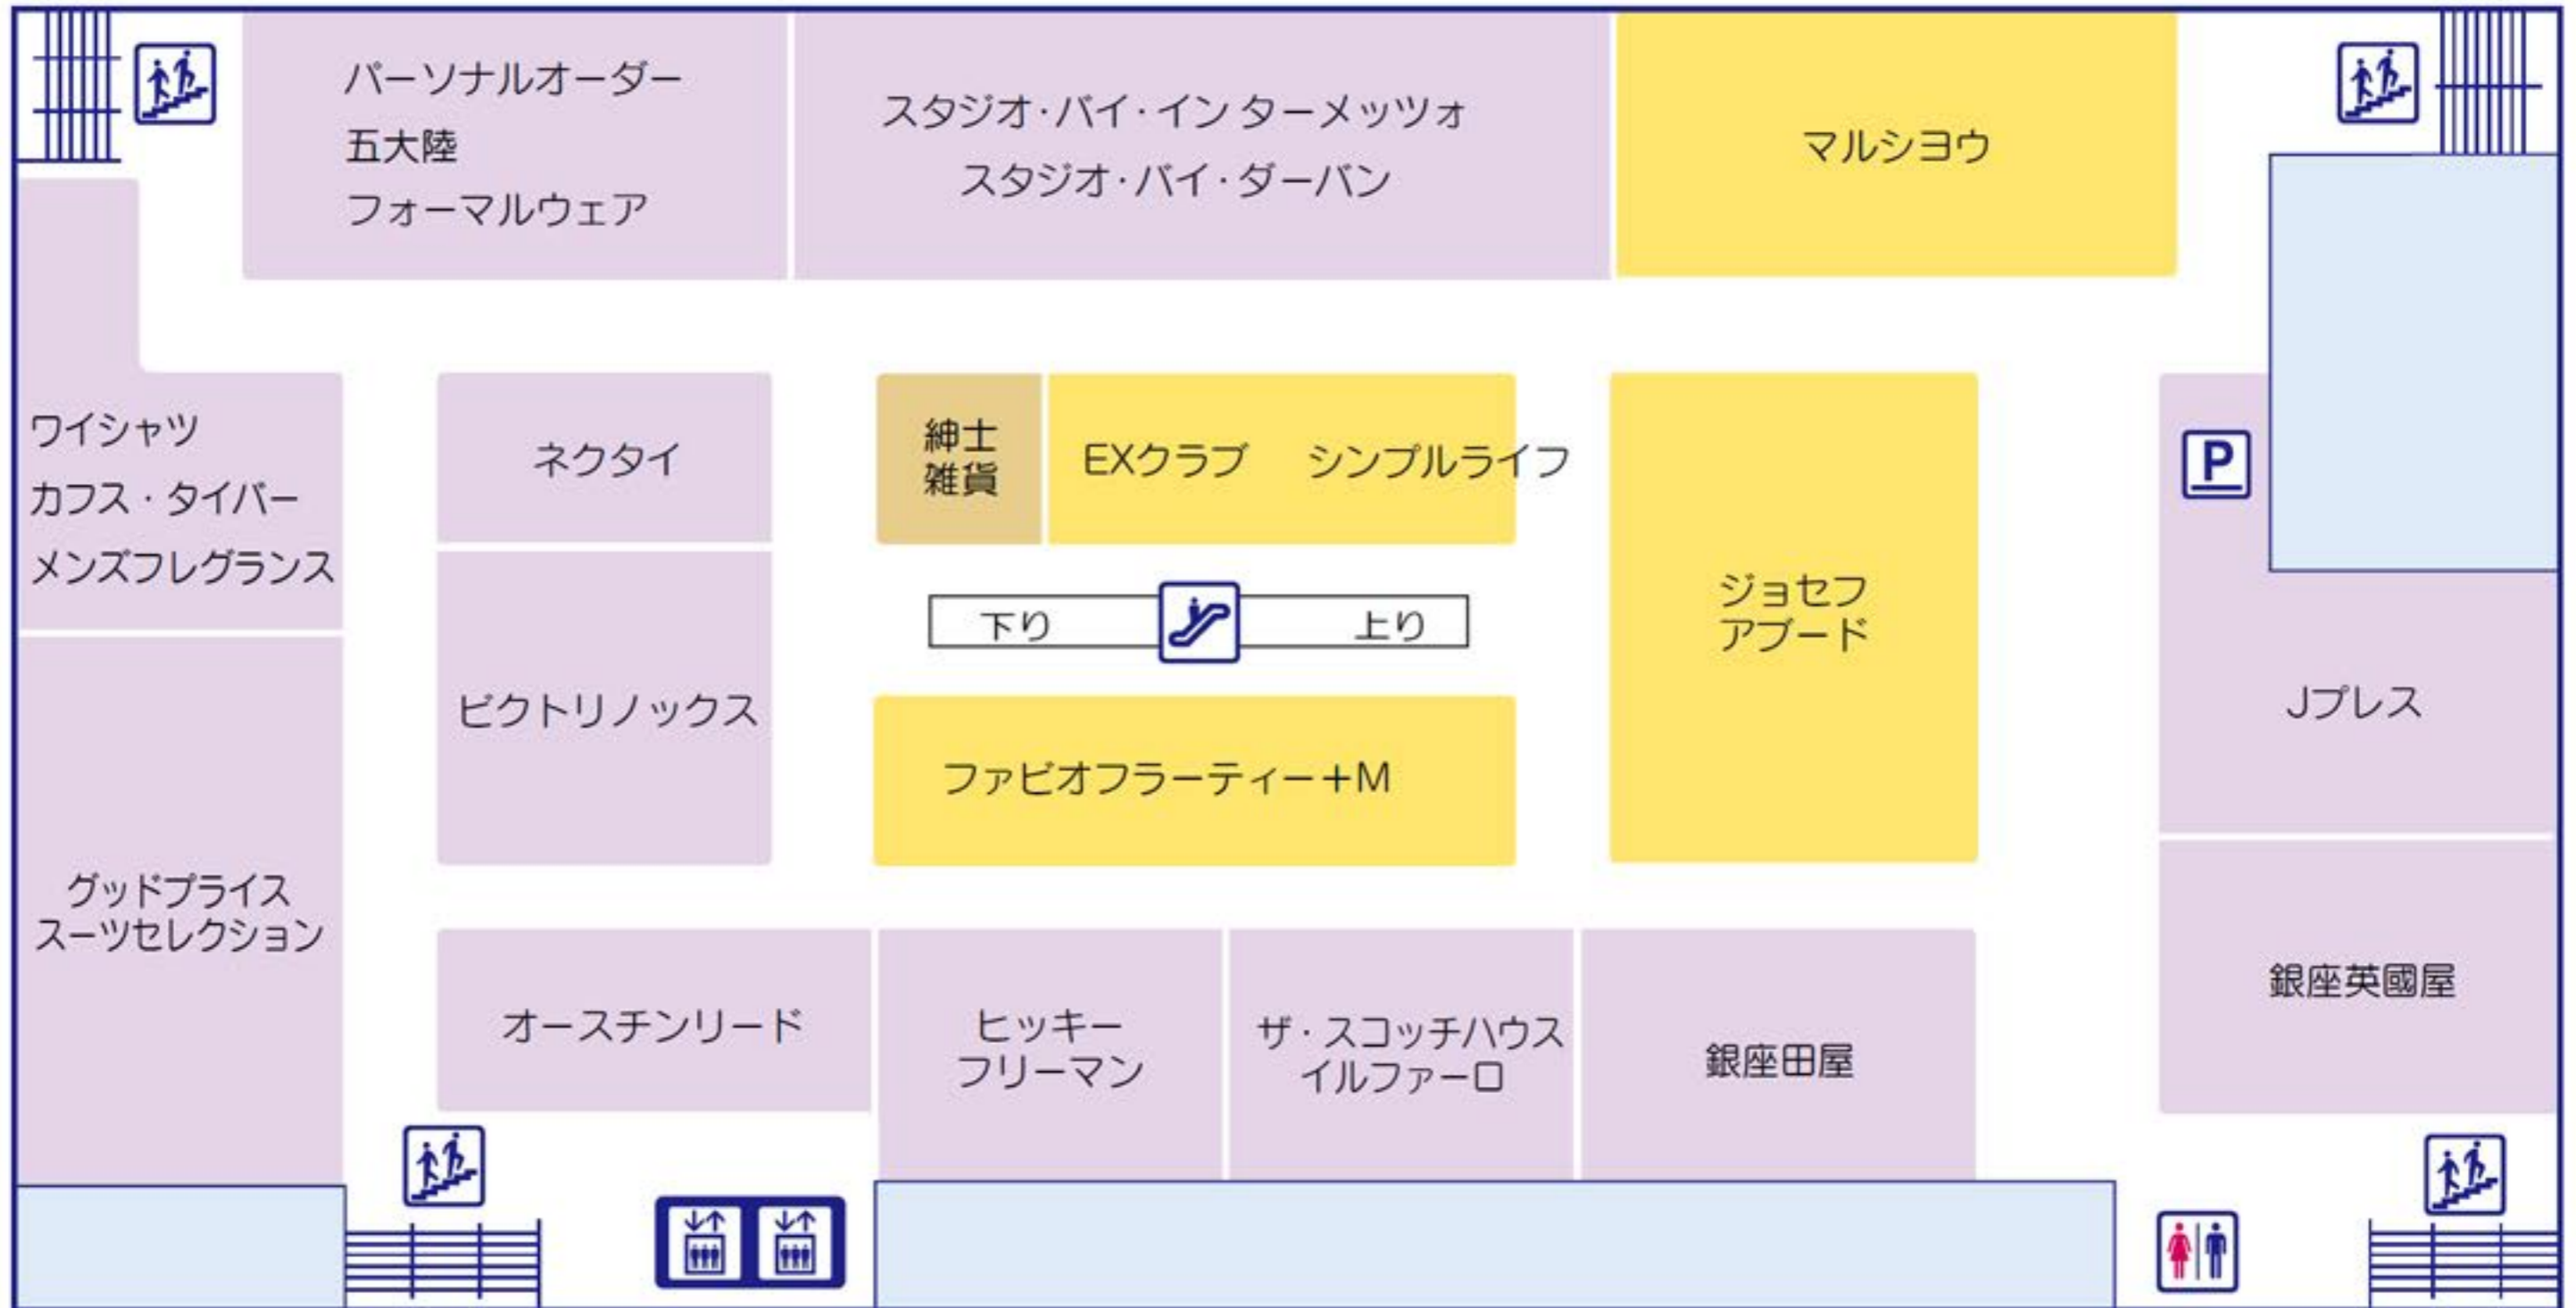 パーソナルオーダー
五大陸
フォーマルウェア
スタジオ・バイ・イン ターメッツォ
スタジオ・バイ・ダーバン
マルシヨウ
ワイシャツ
カフス・タイバー
メンズフレグランス
ネクタイ
紳士
雑貨
EXクラブ シンプルライフ
P
下り 上り
ジョセフ
アブード
ビクトリノックス
Jプレス
ファビオフラーティー＋M
グッドプライス
スーツセレクション
オースチンリード
ヒッキー
フリーマン
ザ・スコッチハウス
イルファーロ
銀座田屋
銀座英國屋